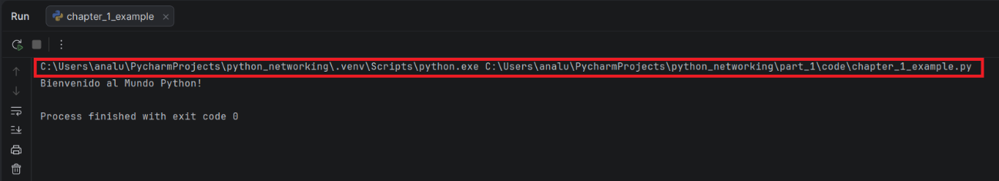 Run chapter_1_example
C:\Users\analu\PycharmProjects\python_networking\.venv\Scripts\python.exe C:\Users\analu\PycharmProjects\python_networking\part_1\code\chapter_1_example.py
Bienvenido al Mundo Python!
Process finished with exit code 0